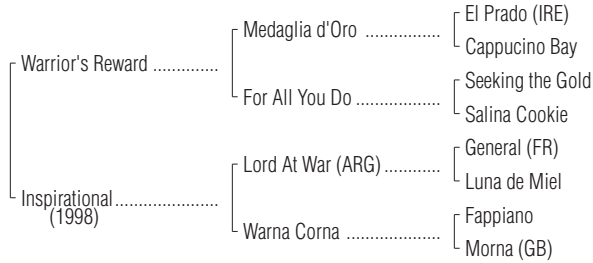 El Prado (IRE)
Medaglia d'Oro .................
Cappucino Bay
Warrior's Reward ..............
Seeking the Gold
For All You Do ...................
Salina Cookie
General (FR)
Lord At War (ARG) .............
Luna de Miel
Inspirational ......................
(1998)
Fappiano
Warna Corna .....................
Morna (GB)